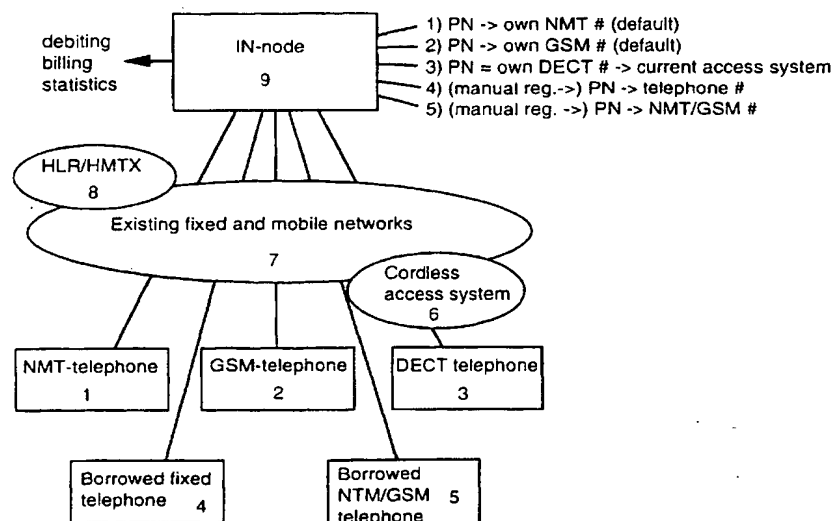 debiting
billing
statistics
IN-node
9
1) PN -> own NMT # (default)
2) PN -> own GSM # (default)
3) PN = own DECT # -> current access system
4) (manual reg.->) PN -> telephone #
5) (manual reg. ->) PN -> NMT/GSM #
HLR/HMTX
8
Existing fixed and mobile networks
7
Cordless
access system
6
NMT-telephone
1
GSM-telephone
2
DECT telephone
3
Borrowed fixed
telephone 4
Borrowed
NTM/GSM 5
telephone